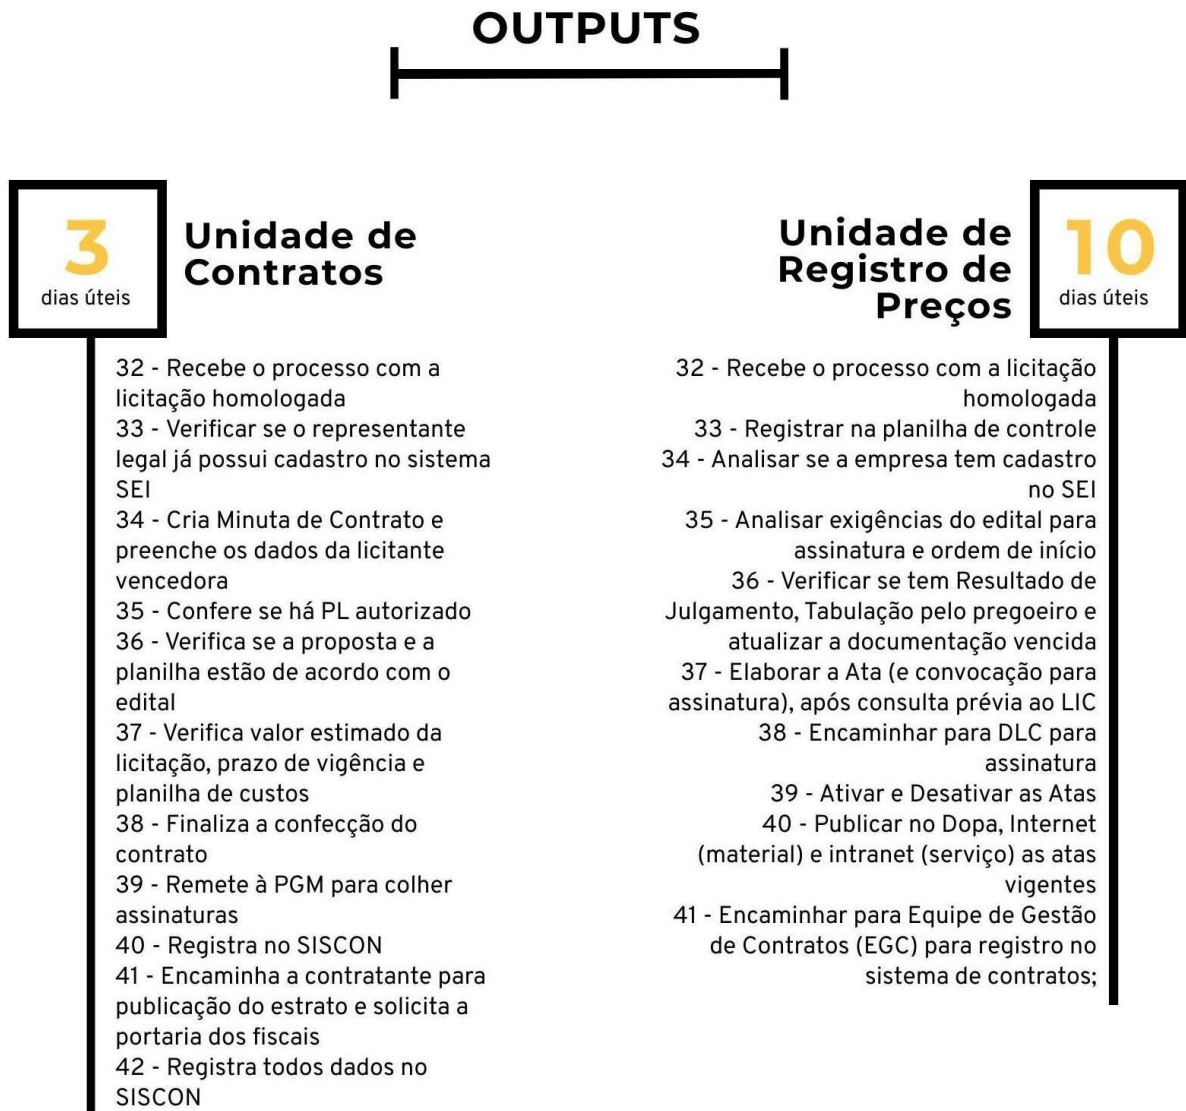 OUTPUTS
3
dias úteis
Unidade de
Contratos
32 - Recebe o processo com a
licitação homologada
33 - Verificar se o representante
legal já possui cadastro no sistema
SEI
34 - Cria Minuta de Contrato e
preenche os dados da licitante
vencedora
35 - Confere se há PL autorizado
36 - Verifica se a proposta e a
planilha estão de acordo com o
edital
37 - Verifica valor estimado da
licitação, prazo de vigência e
planilha de custos
38 - Finaliza a confecção do
contrato
39 - Remete à PGM para colher
assinaturas
40 - Registra no SISCON
41 - Encaminha a contratante para
publicação do estrato e solicita a
portaria dos fiscais
42 - Registra todos dados no
SISCON
Unidade de
Registro de
Preços
10
dias úteis
32 - Recebe o processo com a licitação
homologada
33 - Registrar na planilha de controle
34 - Analisar se a empresa tem cadastro
no SEI
35 - Analisar exigências do edital para
assinatura e ordem de início
36 - Verificar se tem Resultado de
Julgamento, Tabulação pelo pregoeiro e
atualizar a documentação vencida
37 - Elaborar a Ata (e convocação para
assinatura), após consulta prévia ao LIC
38 - Encaminhar para DLC para
assinatura
39 - Ativar e Desativar as Atas
40 - Publicar no Dopa, Internet
(material) e intranet (serviço) as atas
vigentes
41 - Encaminhar para Equipe de Gestão
de Contratos (EGC) para registro no
sistema de contratos;